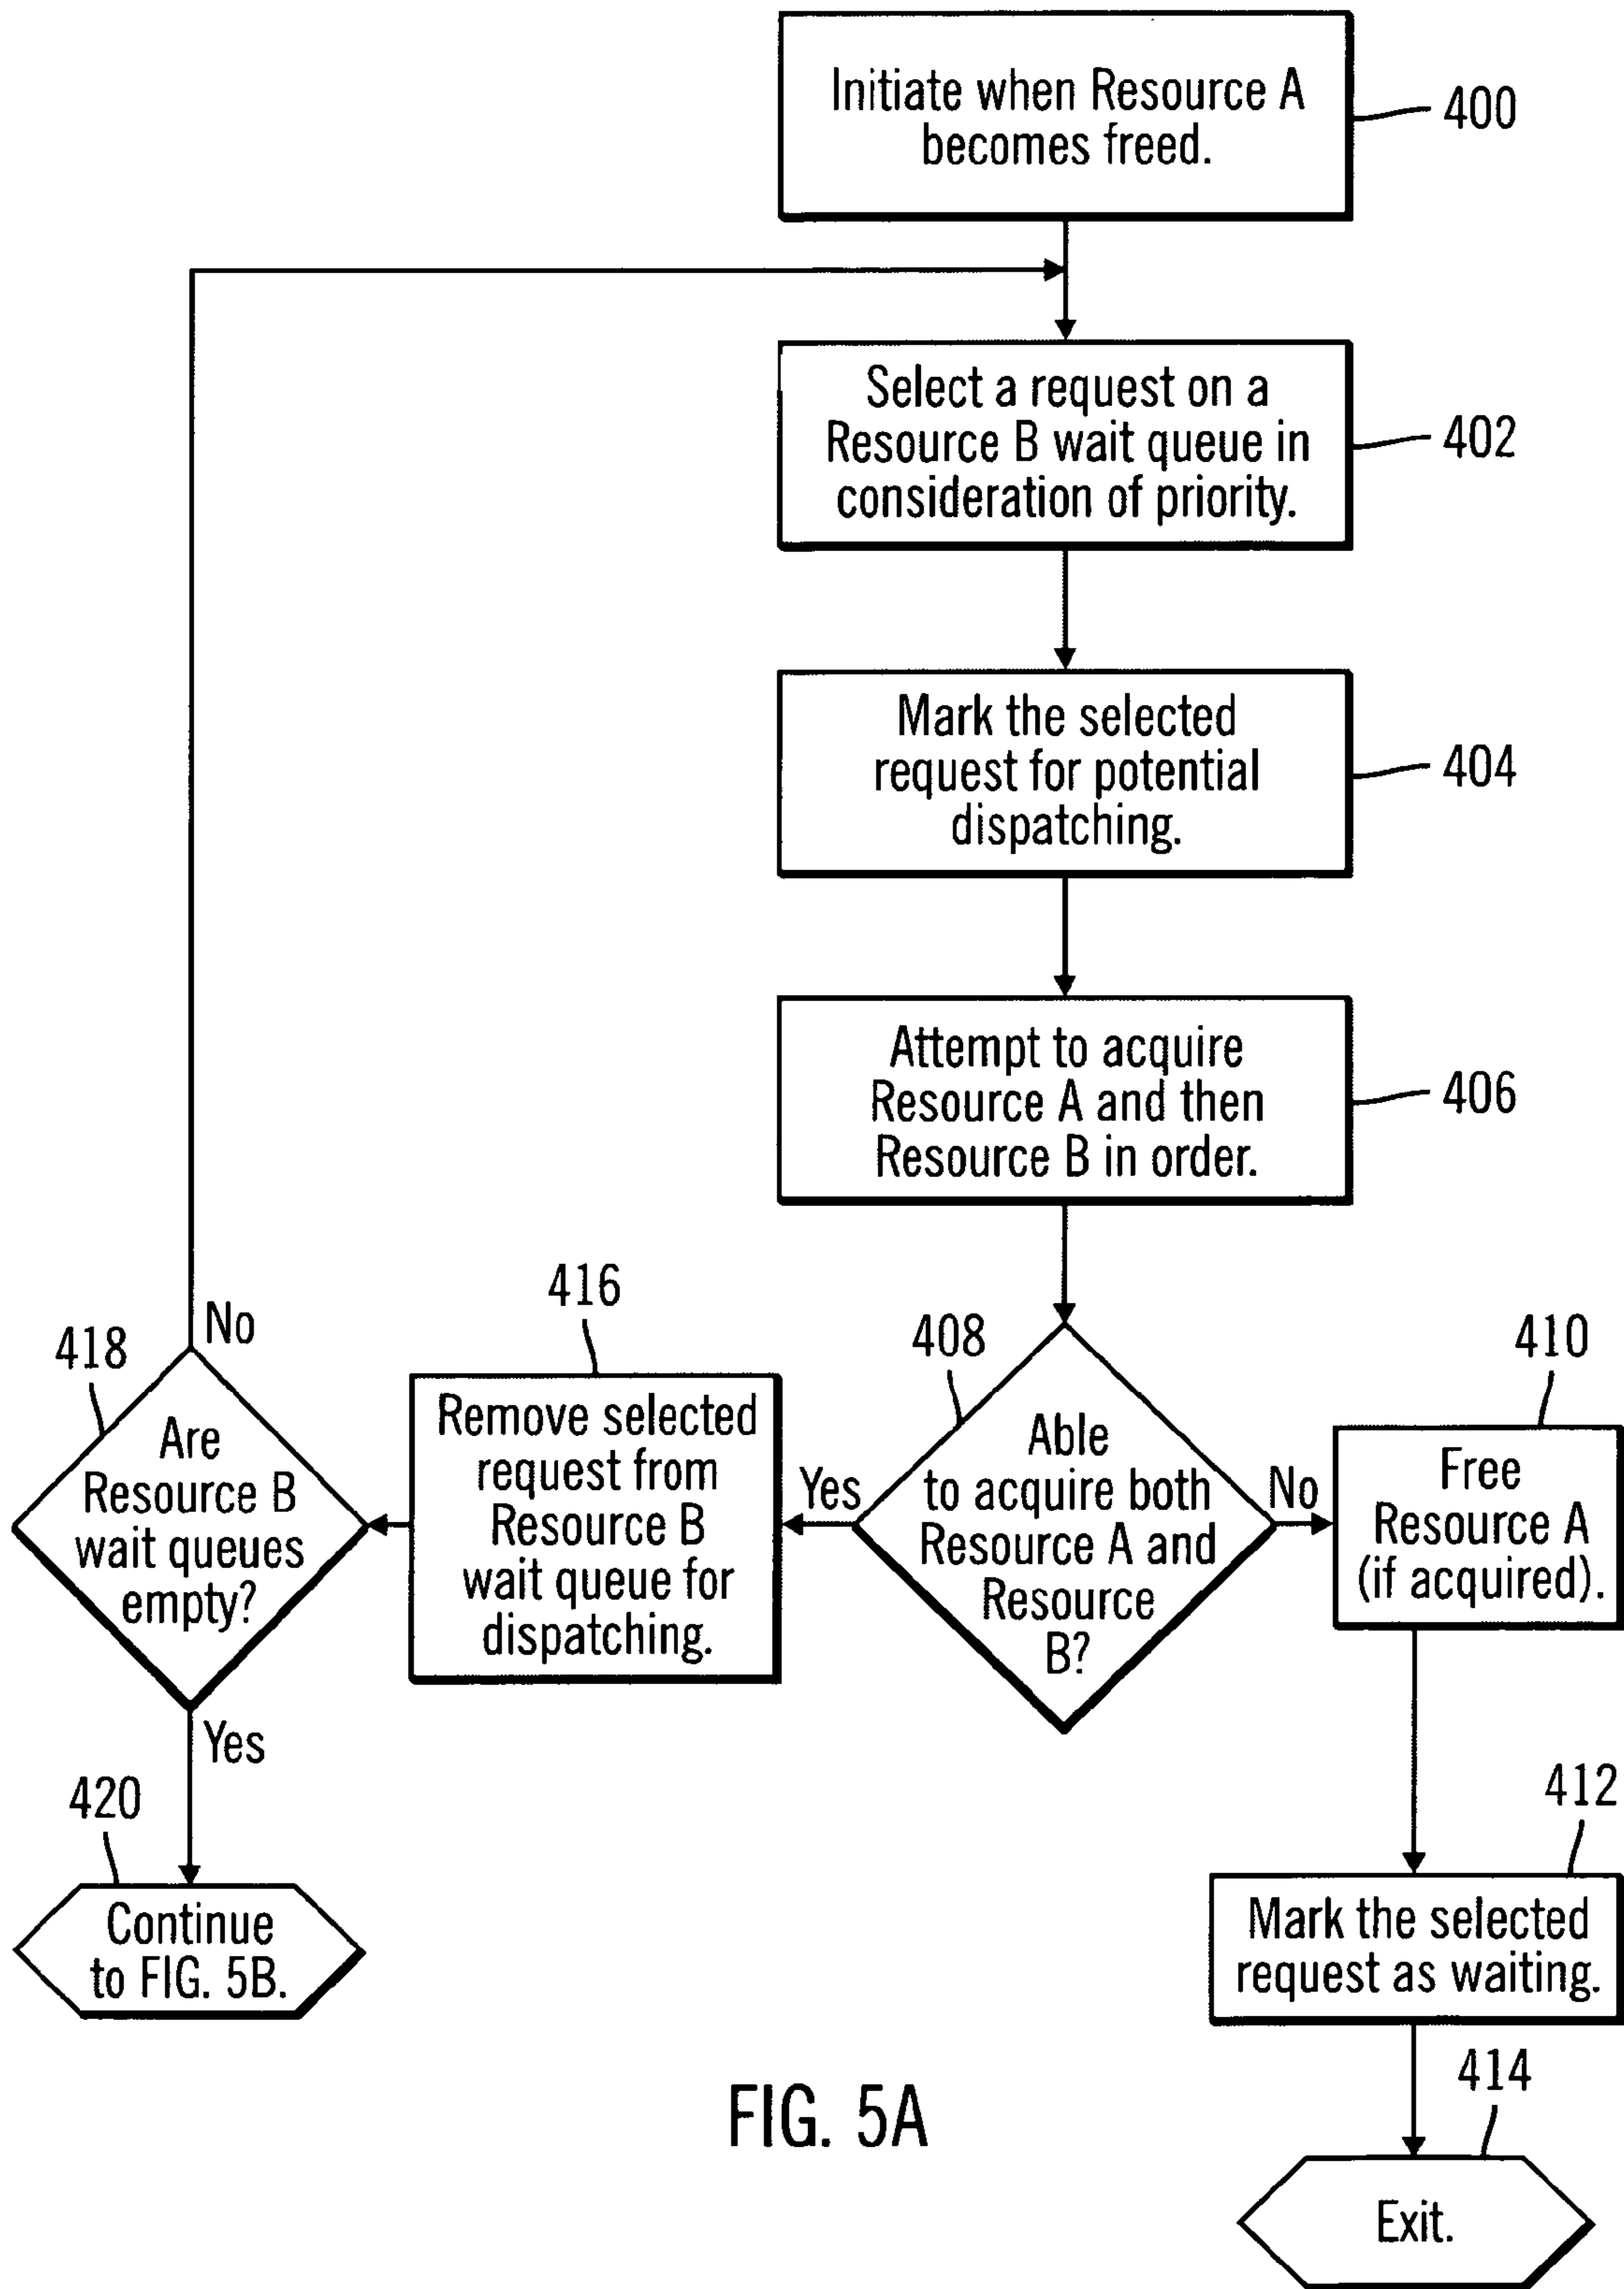 Initiate when Resource A
becomes freed.
400
Select a request on a
Resource B wait queue in
consideration of priority.
402
Mark the selected
request for potential
dispatching.
404
Attempt to acquire
Resource A and then
Resource B in order.
406
408
Able
to acquire both
Resource A and
Resource
B?
No
410
Free
Resource A
(if acquired).
412
Mark the selected
request as waiting.
414
Exit.
Yes
416
Remove selected
request from
Resource B
wait queue for
dispatching.
418
Are
Resource B
wait queues
empty?
No
Yes
420
Continue
to FIG. 5B.
FIG. 5A